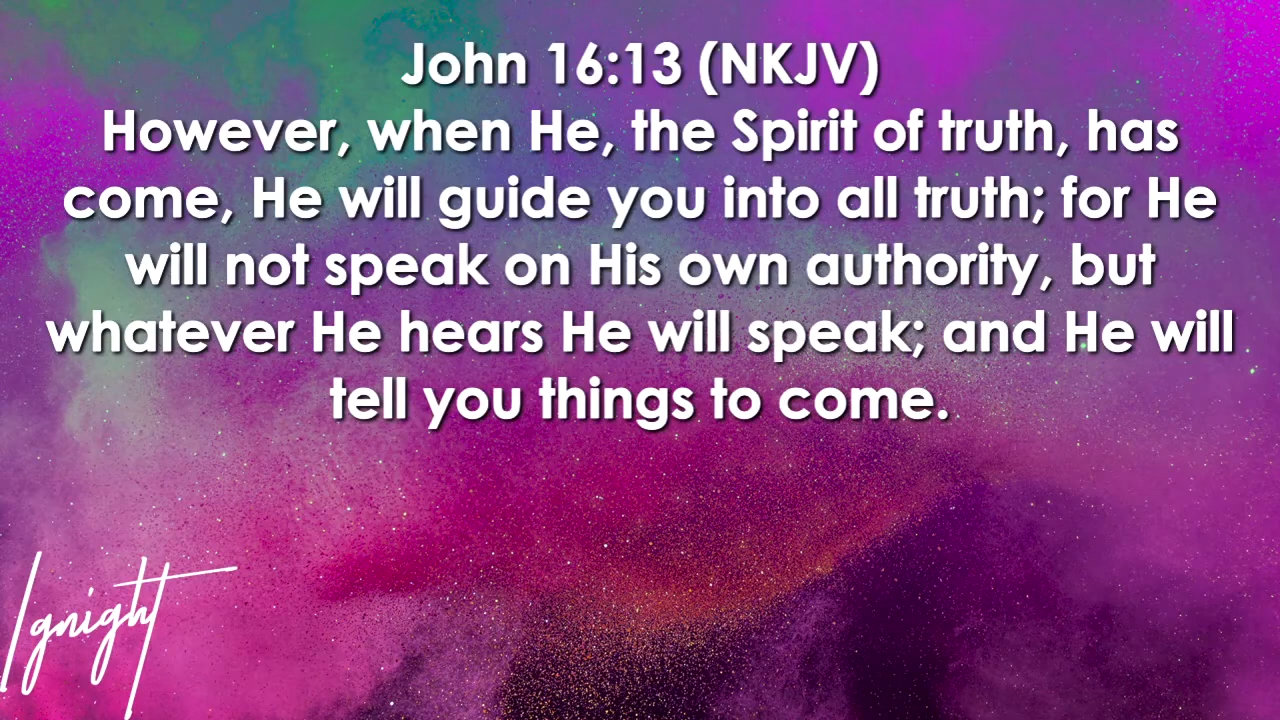 John 16:13 (NKJV)
However, when He, the Spirit of truth, has
come, He will guide you into all truth; for He
will not speak on His own authority, but
whatever He hears He will speak; and He will
tell you things to come.
Ignight